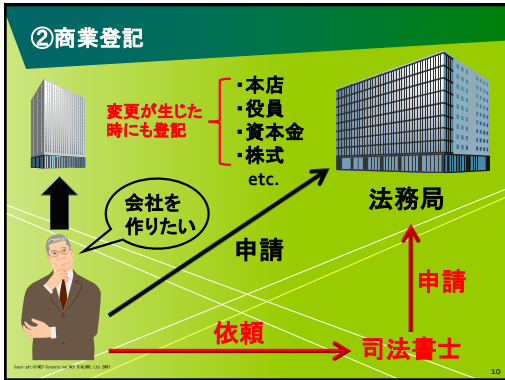 ②商業登記
変更が生じた
時にも登記
・本店
・役員
・資本金
・株式
etc.
法務局
会社を
作りたい
申請
申請
依頼
司法書士
10